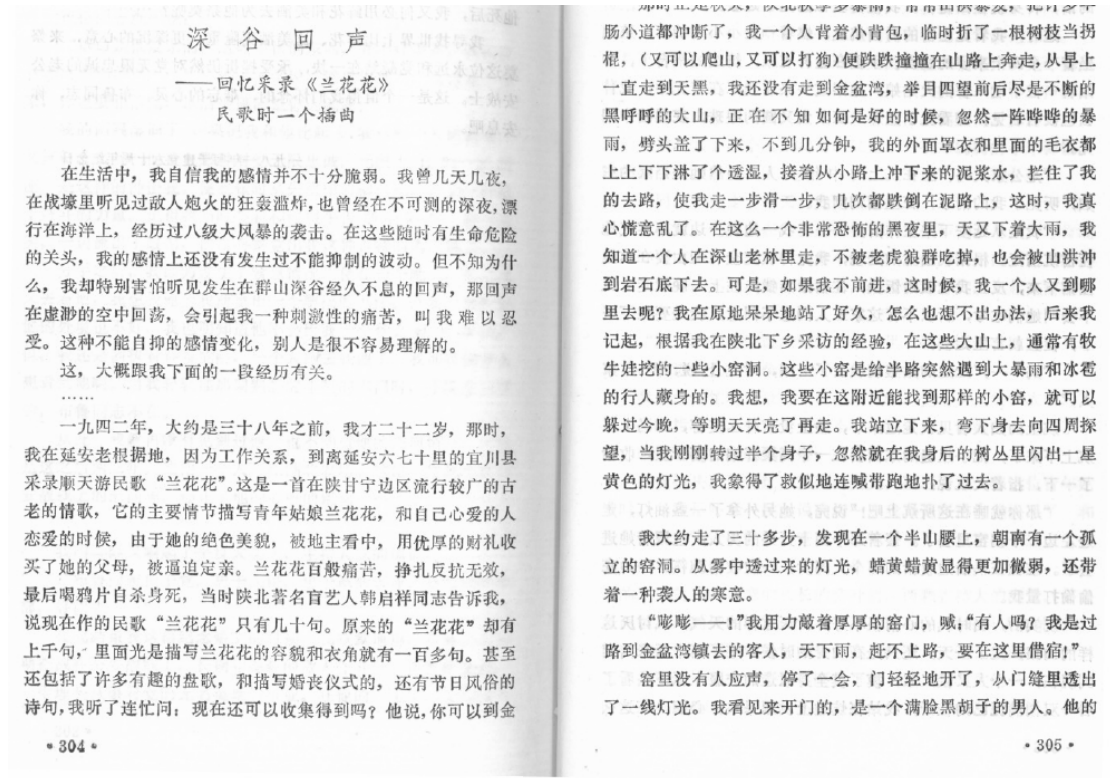 深谷回声
——回忆采录《兰花花》
民歌时一个插曲
在生活中，我自信我的感情并不十分脆弱。我曾几天几夜，
在战壕里听见过敌人炮火的狂轰滥炸，也曾经在不可测的深夜，漂
行在海洋上，经历过八级大风暴的袭击。在这些随时有生命危险
的关头，我的感情上还没有发生过不能抑制的波动。但不知为什
么，我却特别害怕听见发生在群山深谷经久不息的回声，那回声
在虚渺的空中回荡，会引起我一种刺激性的痛苦，叫我难以忍
受。这种不能自抑的感情变化，别人是很不容易理解的。
这，大概跟我下面的一段经历有关。
……
一九四二年，大约是三十八年之前，我才二十二岁，那时，
我在延安老根据地，因为工作关系，到离延安六七十里的宜川县
采录顺天游民歌“兰花花”。这是一首在陕甘宁边区流行较广的古
老的情歌，它的主要情节描写青年姑娘兰花花，和自己心爱的人
恋爱的时候，由于她的绝色美貌，被地主看中，用优厚的财礼收
买了她的父母，被逼迫定亲。兰花花百般痛苦，挣扎反抗无效，
最后喝鸦片自杀身死，当时陕北著名盲艺人韩启祥同志告诉我，
说现在作的民歌“兰花花”只有几十句。原来的“兰花花”却有
上千句，里面光是描写兰花花的容貌和衣角就有一百多句。甚至
还包括了许多有趣的盘歌，和描写婚丧仪式的，还有节日风俗的
诗句，我听了连忙问：现在还可以收集得到吗？他说，你可以到金
·304·
肠小道都冲断了，我一个人背着小背包，临时折了一根树枝当拐
棍，（又可以爬山，又可以打狗）便跌跌撞撞在山路上奔走，从早上
一直走到天黑，我还没有走到金盆湾，举目四望前后尽是不断的
黑呼呼的大山，正在不知如何是好的时候，忽然一阵哗哗的暴
雨，劈头盖了下来，不到几分钟，我的外面罩衣和里面的毛衣都
上上下下淋了个透湿，接着从小路上冲下来的泥浆水，拦住了我
的去路，使我走一步滑一步，几次都跌倒在泥路上，这时，我真
心慌意乱了。在这么一个非常恐怖的黑夜里，天又下着大雨，我
知道一个人在深山老林里走，不被老虎狼群吃掉，也会被山洪冲
到岩石底下去。可是，如果我不前进，这时候，我一个人又到哪
里去呢？我在原地呆呆地站了好久，怎么也想不出办法，后来我
记起，根据我在陕北下乡采访的经验，在这些大山上，通常有牧
牛娃挖的一些小窑洞。这些小窑是给半路突然遇到大暴雨和冰雹
的行人藏身的。我想，我要在这附近能找到那样的小窑，就可以
躲过今晚，等明天天亮了再走。我站立下来，弯下身去向四周探
望，当我刚刚转过半个身子，忽然就在我身后的树丛里闪出一星
黄色的灯光，我象得了救似地连喊带跑地扑了过去。
我大约走了三十多步，发现在一个半山腰上，朝南有一个孤
立的窑洞。从雾中透过来的灯光，蜡黄蜡黄显得更加微弱，还带
着一种袭人的寒意。
“嘭嘭——！”我用力敲着厚厚的窑门，喊，“有人吗？我是过
路到金盆湾镇去的客人，天下雨，赶不上路，要在这里借宿！”
窑里没有人应声，停了一会，门轻轻地开了，从门缝里透出
了一线灯光。我看见来开门的，是一个满脸黑胡子的男人。他的
·305·